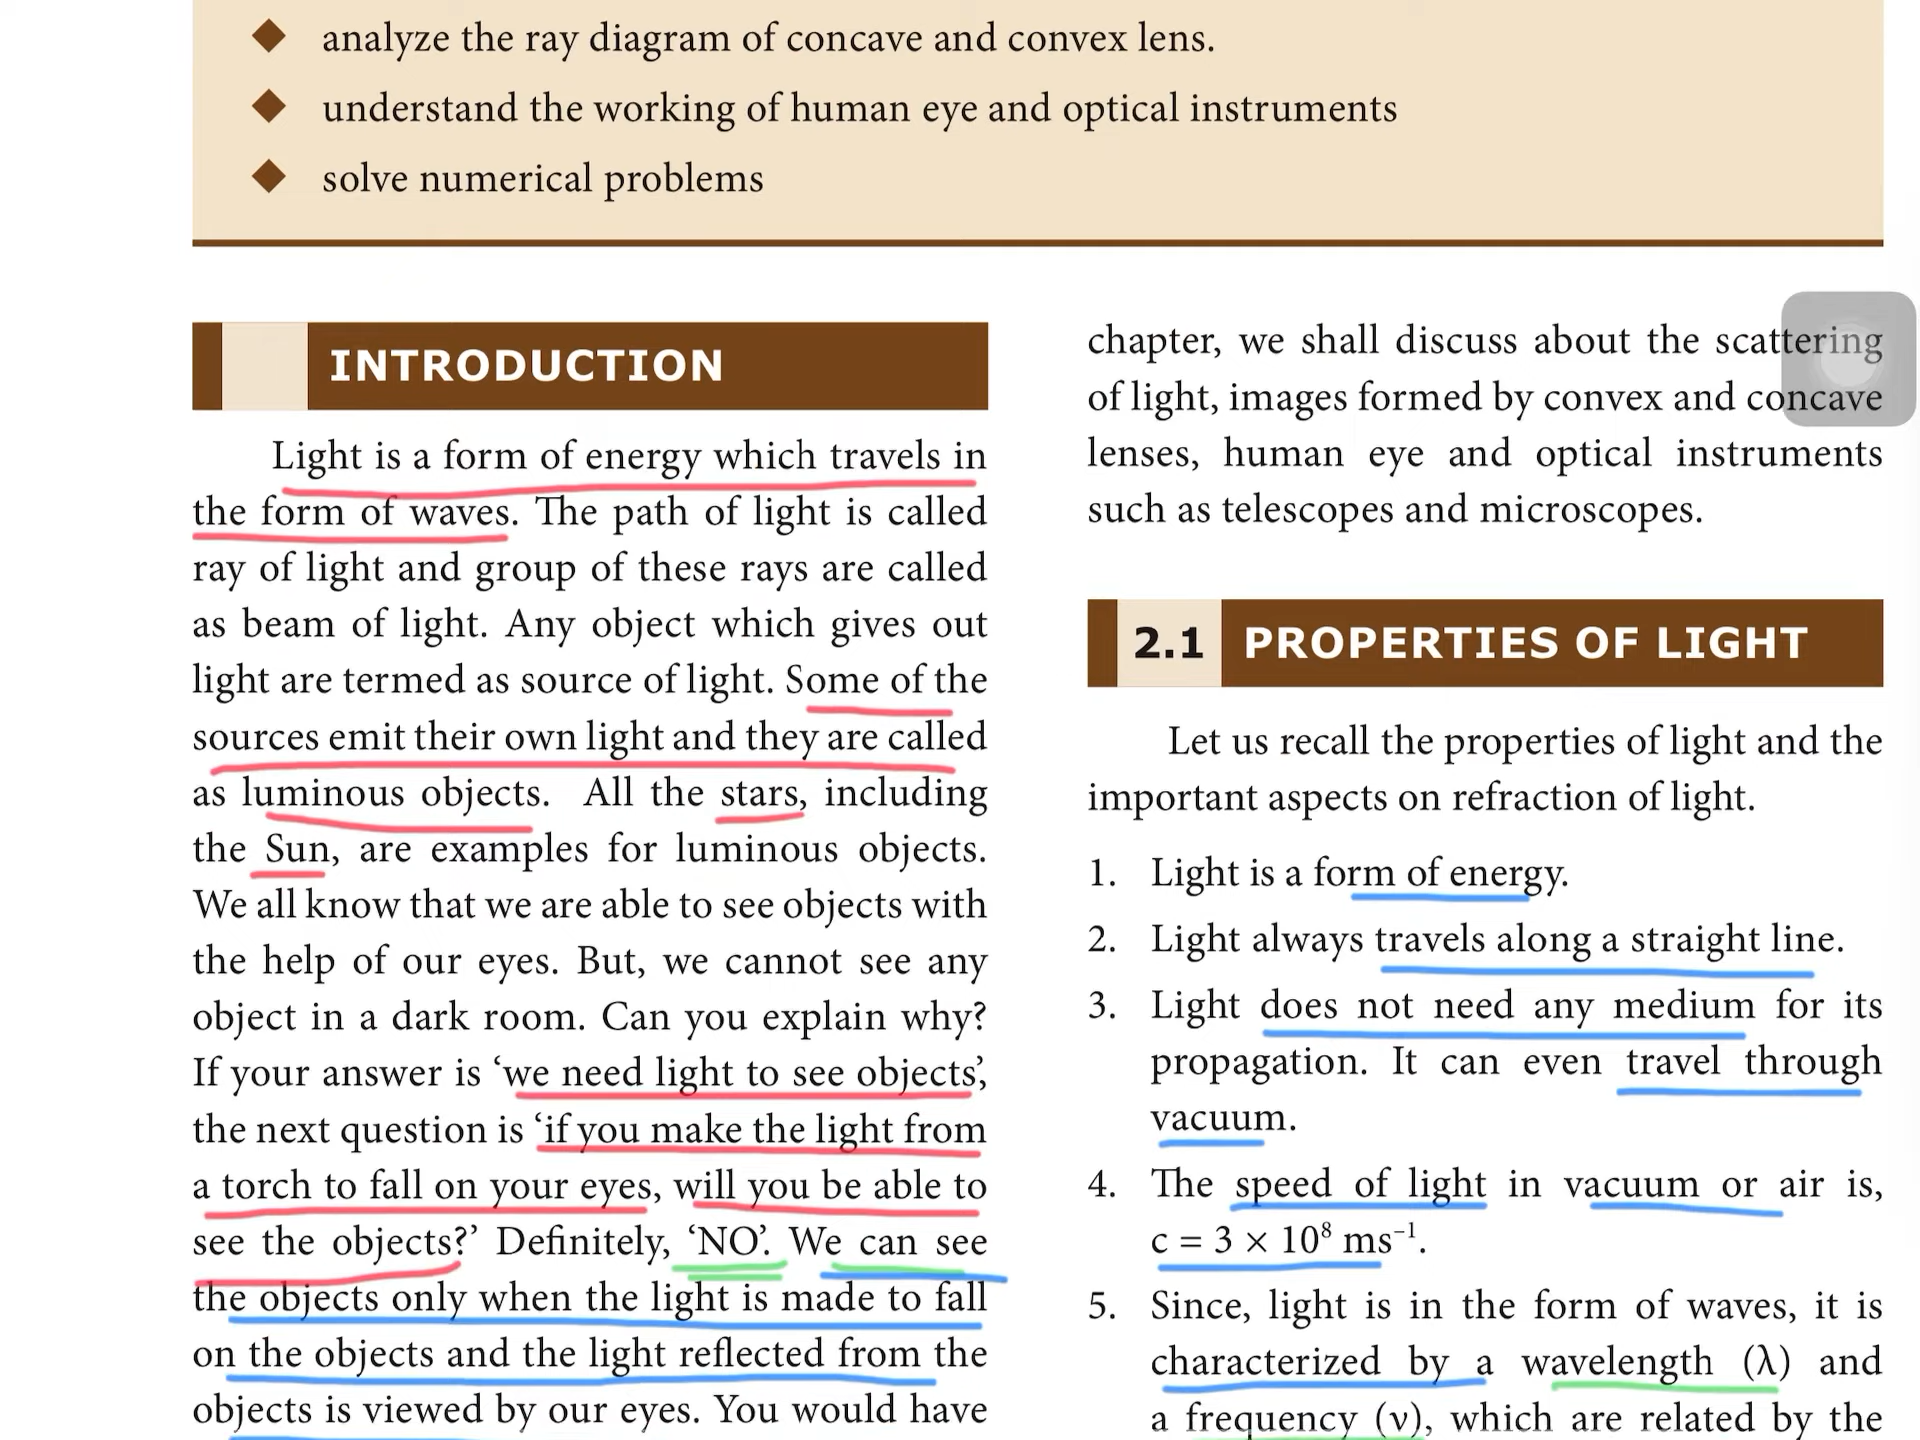 analyze the ray diagram of concave and convex lens.
understand the working of human eye and optical instruments
solve numerical problems
INTRODUCTION
Light is a form of energy which travels in
the form of waves. The path of light is called
ray of light and group of these rays are called
as beam of light. Any object which gives out
light are termed as source of light. Some of the
sources emit their own light and they are called
as luminous objects. All the stars, including
the Sun, are examples for luminous objects.
We all know that we are able to see objects with
the help of our eyes. But, we cannot see any
object in a dark room. Can you explain why?
If your answer is ‘we need light to see objects’,
the next question is ‘if you make the light from
a torch to fall on your eyes, will you be able to
see the objects?’ Definitely, ‘NO’. We can see
the objects only when the light is made to fall
on the objects and the light reflected from the
objects is viewed by our eyes. You would have
chapter, we shall discuss about the scattering
of light, images formed by convex and concave
lenses, human eye and optical instruments
such as telescopes and microscopes.
2.1 PROPERTIES OF LIGHT
Let us recall the properties of light and the
important aspects on refraction of light.
1. Light is a form of energy.
2. Light always travels along a straight line.
3. Light does not need any medium for its
propagation. It can even travel through
vacuum.
4. The speed of light in vacuum or air is,
c = 3 × 10⁸ ms⁻¹.
5. Since, light is in the form of waves, it is
characterized by a wavelength (λ) and
a frequency (ν), which are related by the